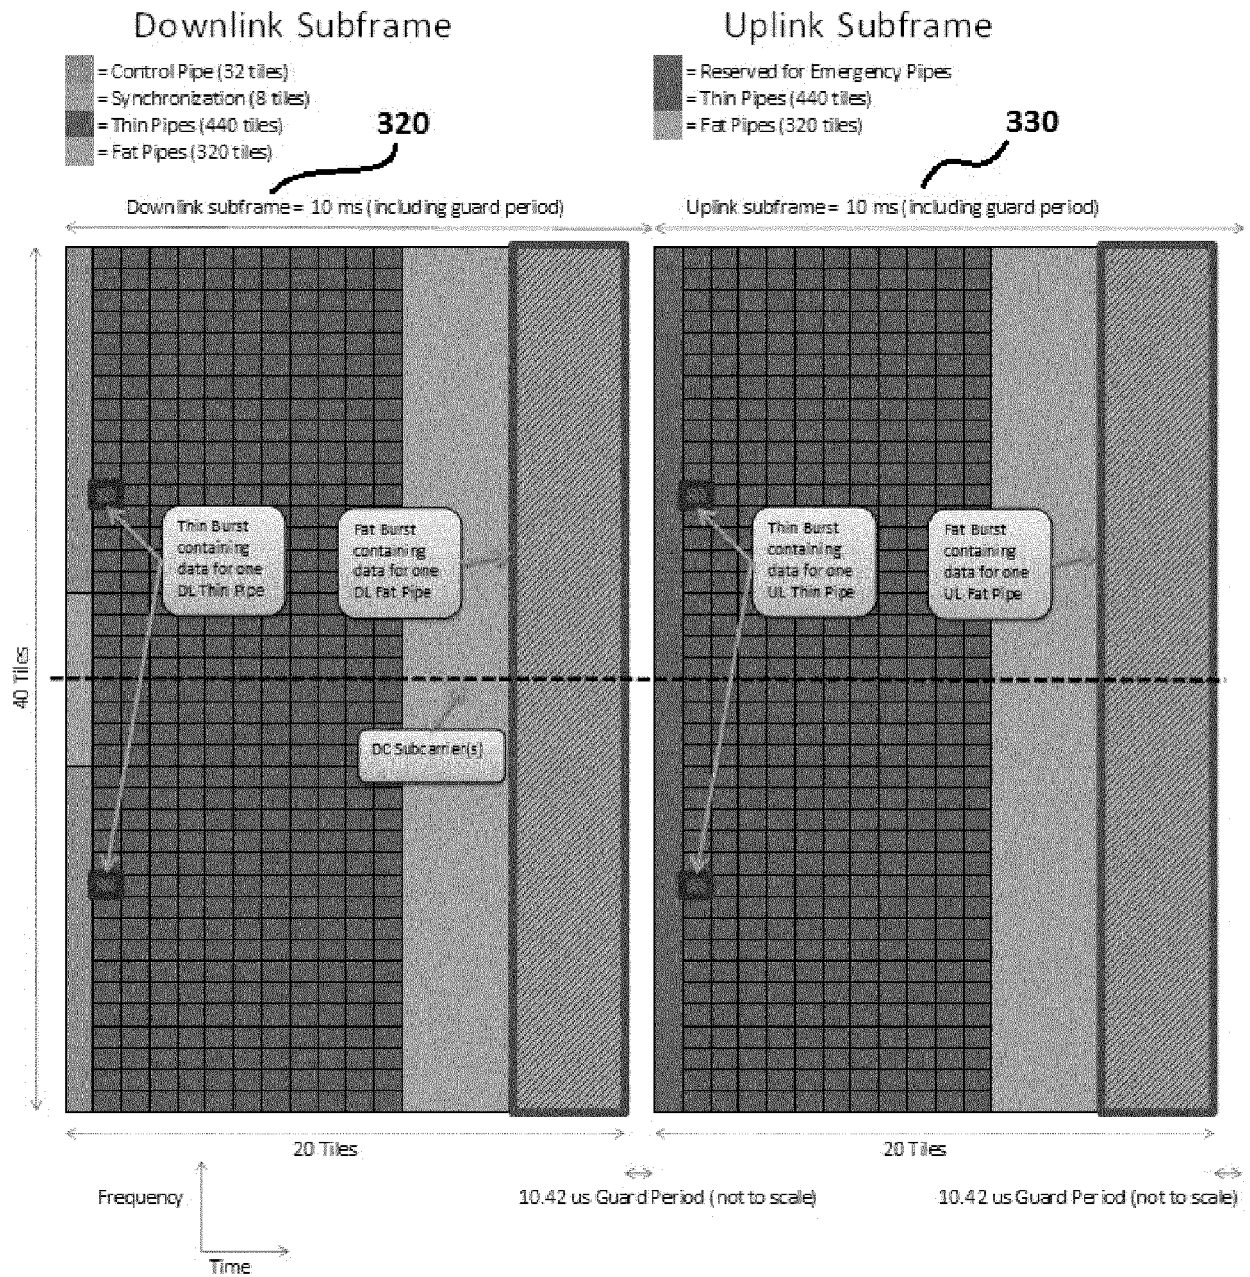 Downlink Subframe
= Control Pipe (32 tiles)
= Synchronization (8 tiles)
= Thin Pipes (440 tiles)
= Fat Pipes (320 tiles)
320
Downlink subframe = 10 ms (including guard period)
Uplink Subframe
= Reserved for Emergency Pipes
= Thin Pipes (440 tiles)
= Fat Pipes (320 tiles)
330
Uplink subframe = 10 ms (including guard period)
40 Tiles
Thin Burst
containing
data for one
DL Thin Pipe
Fat Burst
containing
data for one
DL Fat Pipe
DC Subcarrier(s)
Thin Burst
containing
data for one
UL Thin Pipe
Fat Burst
containing
data for one
UL Fat Pipe
20 Tiles
20 Tiles
10.42 us Guard Period (not to scale)
10.42 us Guard Period (not to scale)
Frequency
Time